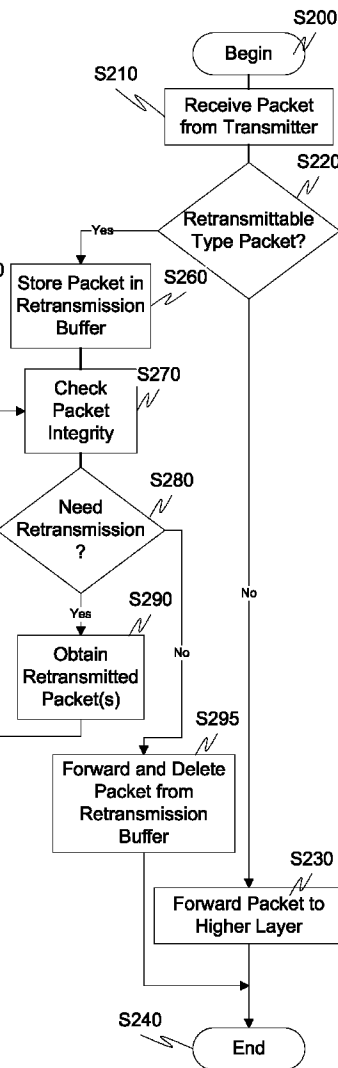 S200
Begin
S210
Receive Packet
from Transmitter
S220
Retransmittable
Type Packet?
Yes
0
Store Packet in
Retransmission
Buffer
S260
S270
Check
Packet
Integrity
S280
Need
Retransmission
?
Yes
S290
No
No
Obtain
Retransmitted
Packet(s)
S295
Forward and Delete
Packet from
Retransmission
Buffer
S230
Forward Packet to
Higher Layer
S240
End